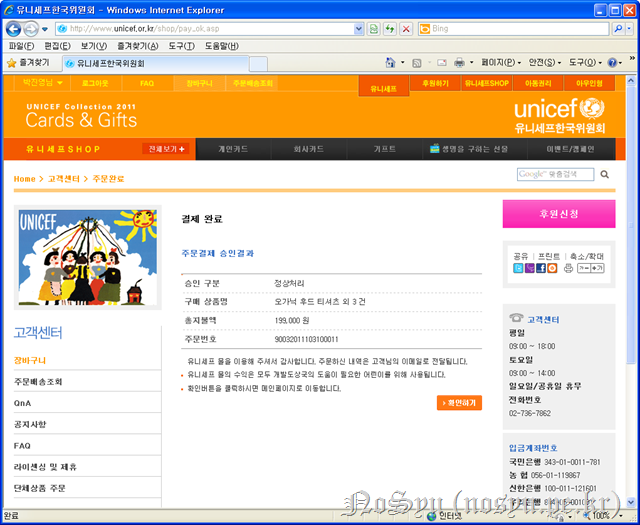 유니세프한국위원회 - Windows Internet Explorer
http://www.unicef.or.kr/shop/pay_ok.asp
Bing
파일(F) 편집(E) 보기(V) 즐겨찾기(A) 도구(T) 도움말(H)
즐겨찾기 유니세프한국위원회
페이지(P) 안전(S) 도구(O)
박진영님 로그아웃 FAQ 장바구니 주문배송조회 유니세프 후원하기 유니세프SHOP 아동권리 아우인형
UNICEF Collection 2011
Cards & Gifts
unicef
유니세프한국위원회
유니세프SHOP 전체보기 + 개인카드 회사카드 기프트 생명을 구하는 선물 이벤트/캠페인
Home > 고객센터 > 주문완료
Google 맞춤검색
UNICEF
결제 완료
후원신청
주문결제 승인결과
승인 구분 정상처리
구매 상품명 오가닉 후드 티셔츠 외 3 건
총지불액 199,000 원
주문번호 90032011103100011
유니세프 몰을 이용해 주셔서 감사합니다. 주문하신 내역은 고객님의 이메일로 전달됩니다.
유니세프 몰의 수익은 모두 개발도상국의 도움이 필요한 어린이를 위해 사용됩니다.
확인버튼을 클릭하시면 메인페이지로 이동합니다.
확인하기
고객센터
장바구니
주문배송조회
QnA
공지사항
FAQ
라이센싱 및 제휴
단체상품 주문
공유 프린트 축소/확대
고객센터
평일
09:00 ~ 18:00
토요일
09:00 ~ 14:00
일요일/공휴일 휴무
전화번호
02-736-7862
입금계좌번호
국민은행 343-01-0011-781
농 협 056-01-119867
신한은행 100-011-121601
NoSyu (nosyu.pe.kr)
완료 인터넷 100%